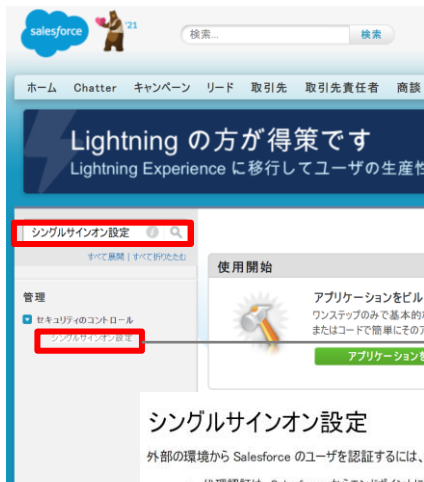 salesforce
'21
検索...
検索
ホーム Chatter キャンペーン リード 取引先 取引先責任者 商談
Lightning の方が得策です
Lightning Experience に移行してユーザの生産性
シングルサインオン設定
すべて展開 | すべて折りたたむ
使用開始
管理
アプリケーションをビル
ワンステップのみで基本的な
またはコードで簡単にそのア
セキュリティのコントロール
シングルサインオン設定
アプリケーションを
シングルサインオン設定
外部の環境から Salesforce のユーザを認証するには、